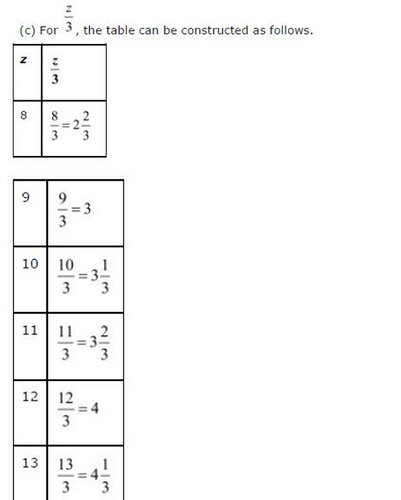 (c) For z/3, the table can be constructed as follows.
z z/3
8 8/3=2 2/3
9 9/3=3
10 10/3=3 1/3
11 11/3=3 2/3
12 12/3=4
13 13/3=4 1/3